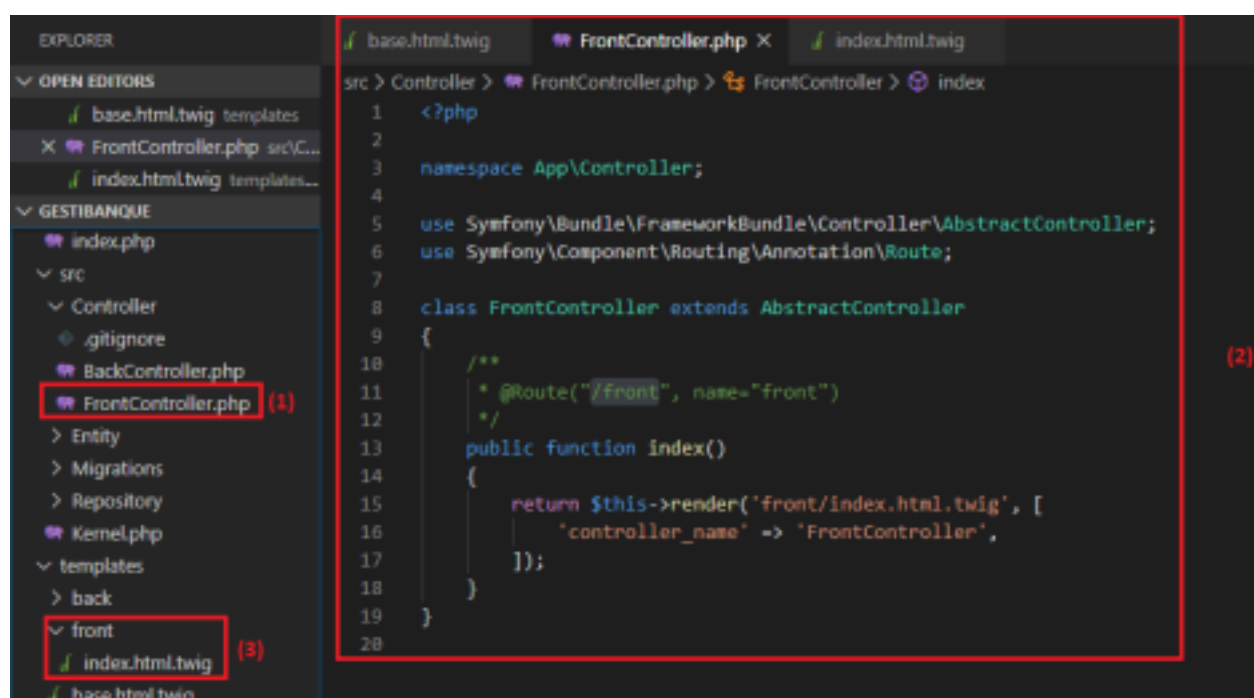 EXPLORER
OPEN EDITORS
base.html.twig templates
FrontController.php src\C...
index.html.twig templates...
GESTIBANQUE
index.php
src
Controller
.gitignore
BackController.php
FrontController.php (1)
Entity
Migrations
Repository
Kernel.php
templates
back
front
(3)
index.html.twig
base.html.twig
base.html.twig FrontController.php × index.html.twig
src > Controller > FrontController.php > FrontController > index
1 <?php
2
3 namespace App\Controller;
4
5 use Symfony\Bundle\FrameworkBundle\Controller\AbstractController;
6 use Symfony\Component\Routing\Annotation\Route;
7
8 class FrontController extends AbstractController
9 {
10 /**
11 * @Route("/front", name="front")
12 */
13 public function index()
14 {
15 return $this->render('front/index.html.twig', [
16 'controller_name' => 'FrontController',
17 ]);
18 }
19 }
20
(2)